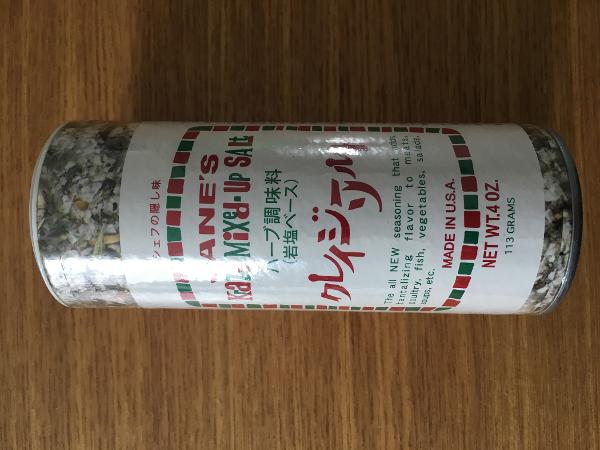 シェフの隠し味
JANE'S
MIXED-UP SALT
ハーブ調味料
(岩塩ベース)
クレイジーソルト
The all NEW seasoning that adds
tantalizing flavor to meats,
poultry, fish, vegetables, salads,
soups, etc.
MADE IN U.S.A.
NET WT. 4 OZ.
113 GRAMS